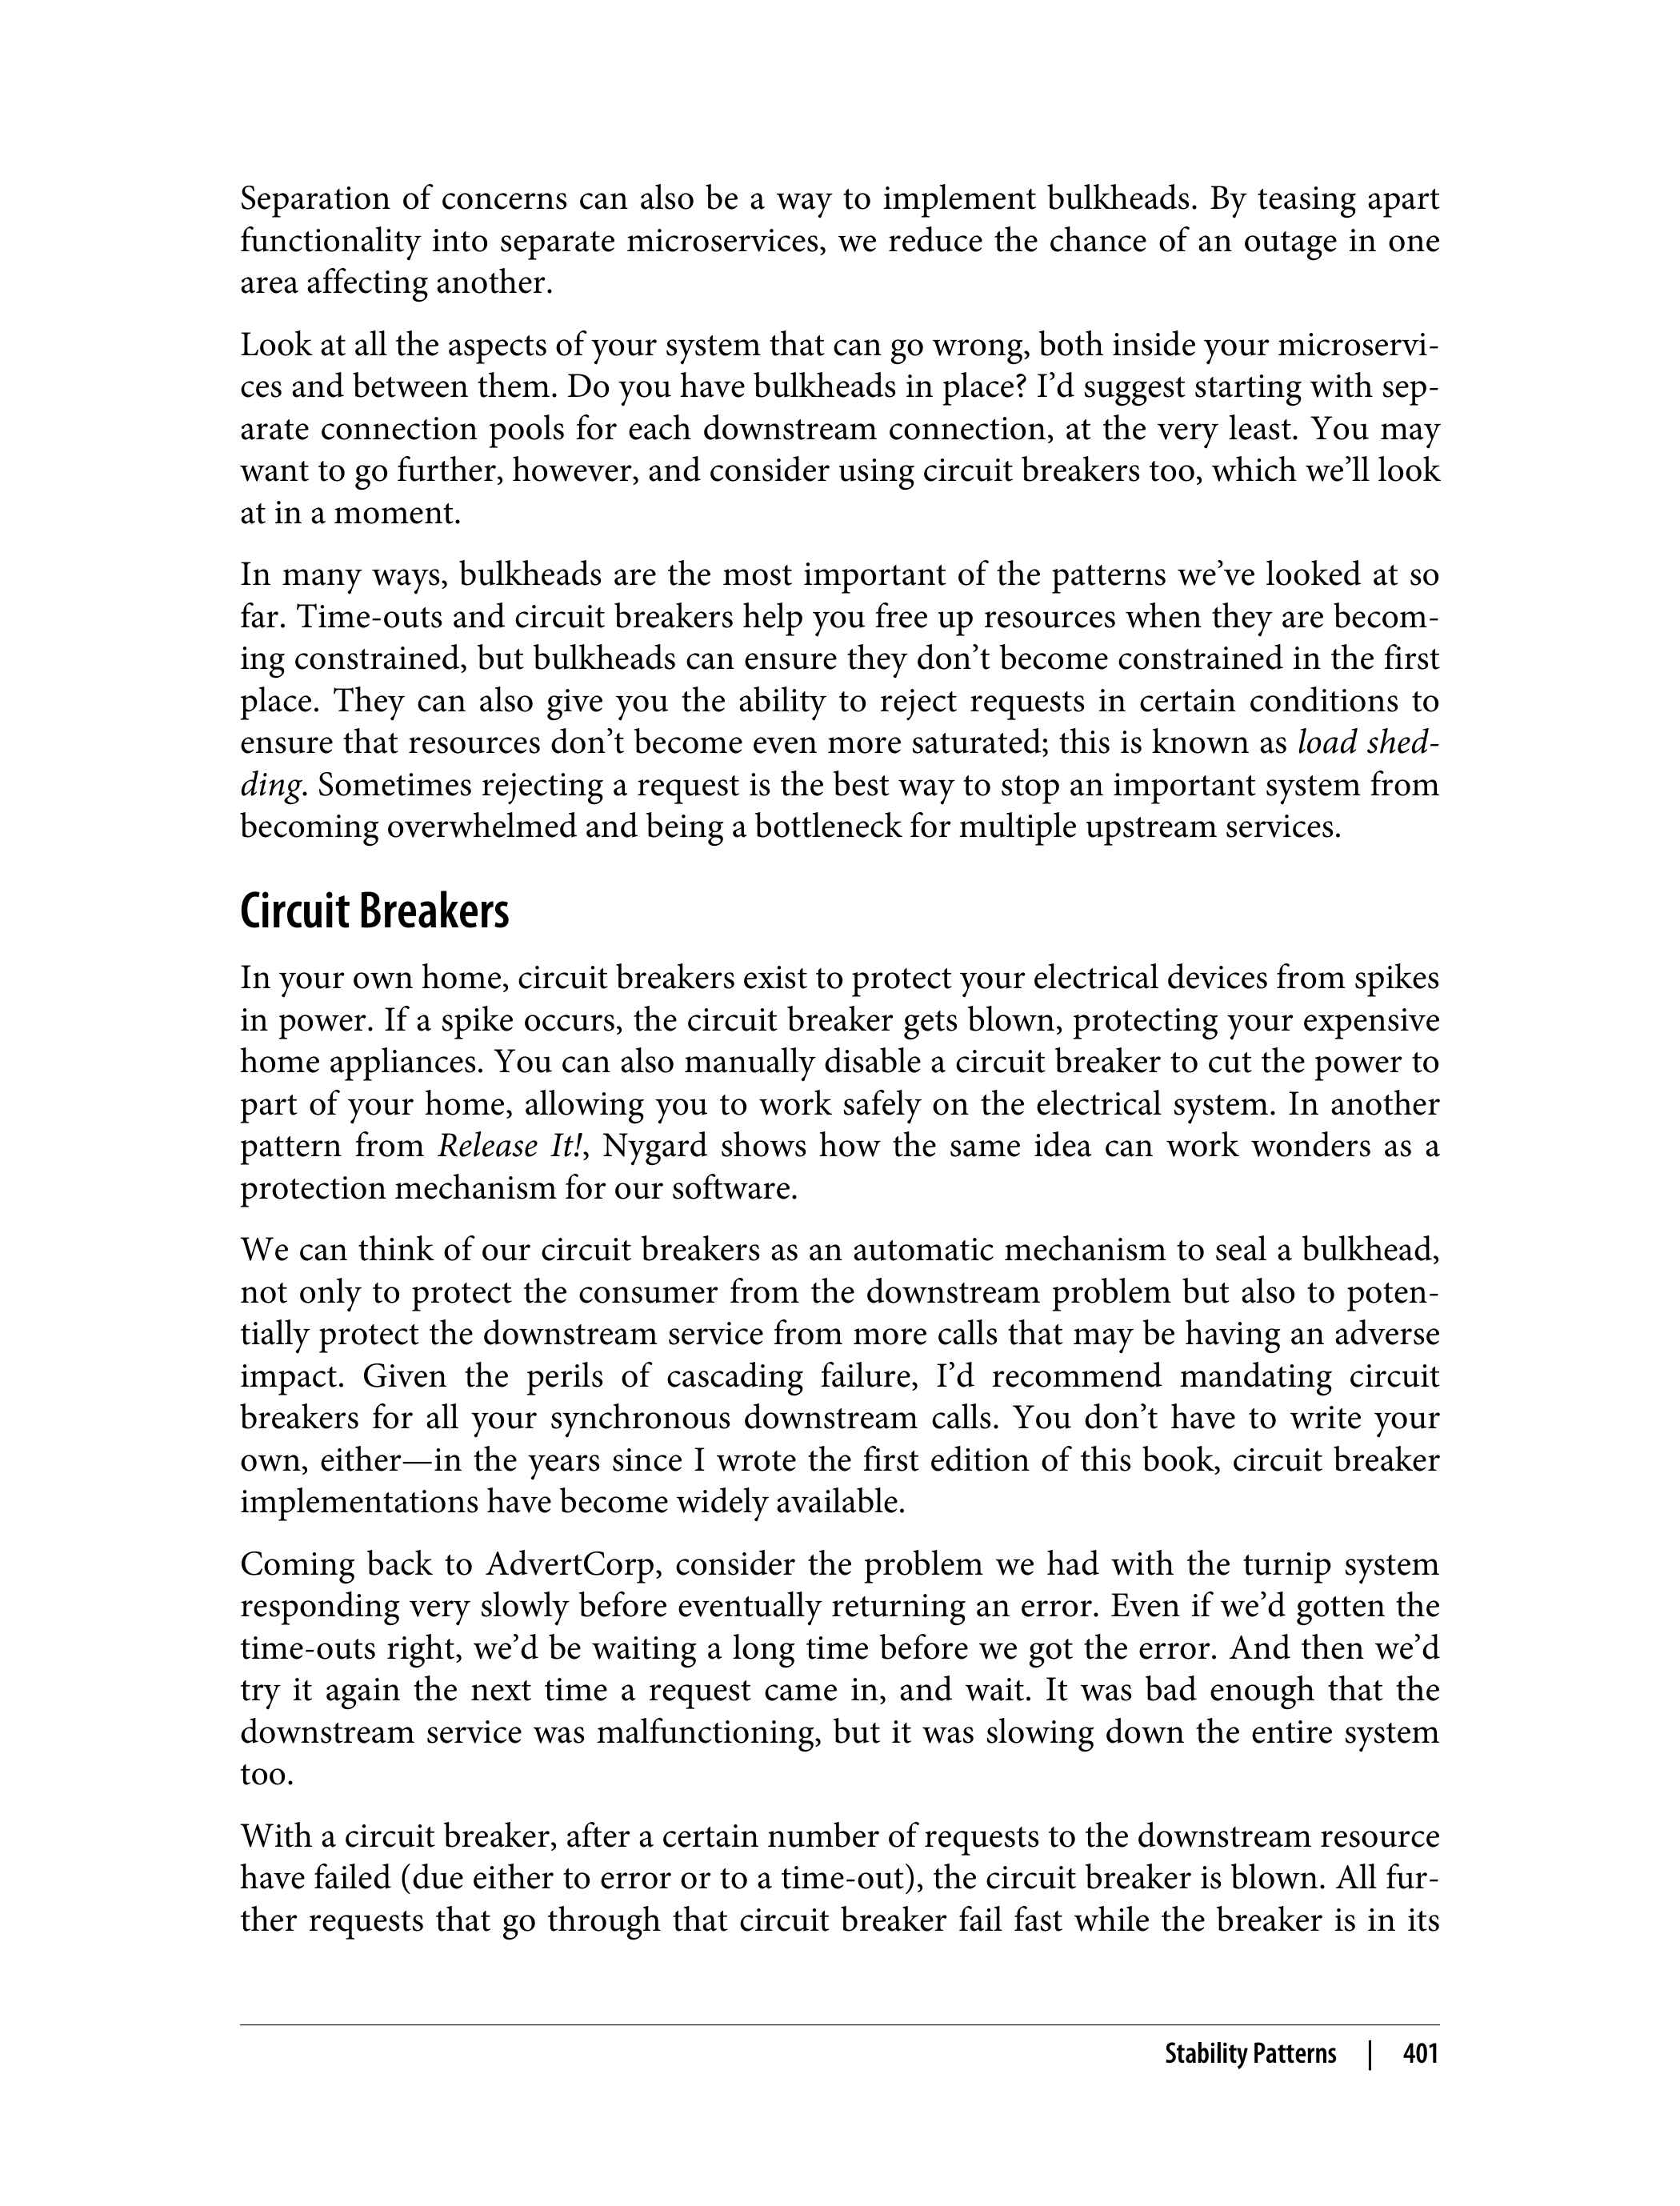 Separation of concerns can also be a way to implement bulkheads. By teasing apart
functionality into separate microservices, we reduce the chance of an outage in one
area affecting another.
Look at all the aspects of your system that can go wrong, both inside your microservi-
ces and between them. Do you have bulkheads in place? I’d suggest starting with sep-
arate connection pools for each downstream connection, at the very least. You may
want to go further, however, and consider using circuit breakers too, which we’ll look
at in a moment.
In many ways, bulkheads are the most important of the patterns we’ve looked at so
far. Time-outs and circuit breakers help you free up resources when they are becom-
ing constrained, but bulkheads can ensure they don’t become constrained in the first
place. They can also give you the ability to reject requests in certain conditions to
ensure that resources don’t become even more saturated; this is known as load shed-
ding. Sometimes rejecting a request is the best way to stop an important system from
becoming overwhelmed and being a bottleneck for multiple upstream services.
Circuit Breakers
In your own home, circuit breakers exist to protect your electrical devices from spikes
in power. If a spike occurs, the circuit breaker gets blown, protecting your expensive
home appliances. You can also manually disable a circuit breaker to cut the power to
part of your home, allowing you to work safely on the electrical system. In another
pattern from Release It!, Nygard shows how the same idea can work wonders as a
protection mechanism for our software.
We can think of our circuit breakers as an automatic mechanism to seal a bulkhead,
not only to protect the consumer from the downstream problem but also to poten-
tially protect the downstream service from more calls that may be having an adverse
impact. Given the perils of cascading failure, I’d recommend mandating circuit
breakers for all your synchronous downstream calls. You don’t have to write your
own, either—in the years since I wrote the first edition of this book, circuit breaker
implementations have become widely available.
Coming back to AdvertCorp, consider the problem we had with the turnip system
responding very slowly before eventually returning an error. Even if we’d gotten the
time-outs right, we’d be waiting a long time before we got the error. And then we’d
try it again the next time a request came in, and wait. It was bad enough that the
downstream service was malfunctioning, but it was slowing down the entire system
too.
With a circuit breaker, after a certain number of requests to the downstream resource
have failed (due either to error or to a time-out), the circuit breaker is blown. All fur-
ther requests that go through that circuit breaker fail fast while the breaker is in its
Stability Patterns | 401